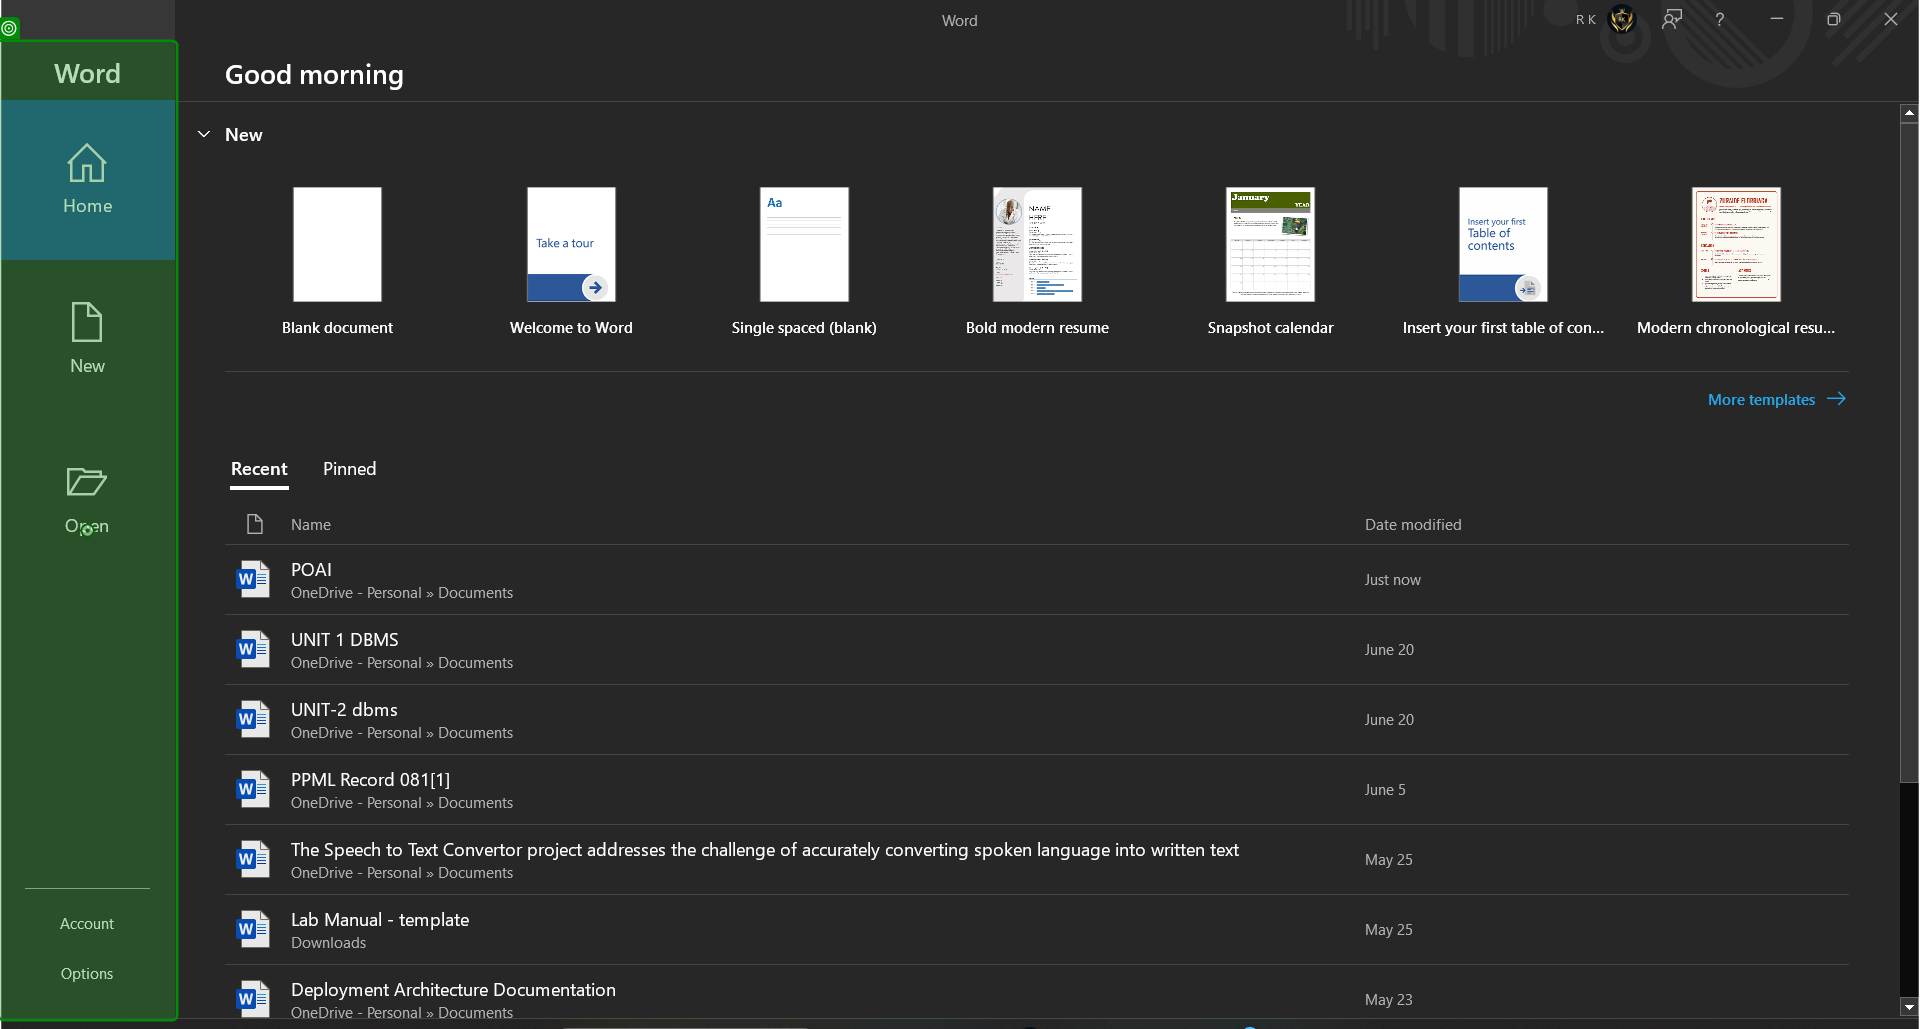 Word
R K
?
Word
Good morning
Home
New
Open
Account
Options
New
Take a tour
Aa
NAME
HERE
January
YEAR
Insert your first
Table of
contents
Blank document
Welcome to Word
Single spaced (blank)
Bold modern resume
Snapshot calendar
Insert your first table of con...
Modern chronological resu...
More templates
Recent
Pinned
Name
Date modified
POAI
OneDrive - Personal » Documents
Just now
UNIT 1 DBMS
OneDrive - Personal » Documents
June 20
UNIT-2 dbms
OneDrive - Personal » Documents
June 20
PPML Record 081[1]
OneDrive - Personal » Documents
June 5
The Speech to Text Convertor project addresses the challenge of accurately converting spoken language into written text
OneDrive - Personal » Documents
May 25
Lab Manual - template
Downloads
May 25
Deployment Architecture Documentation
OneDrive - Personal » Documents
May 23